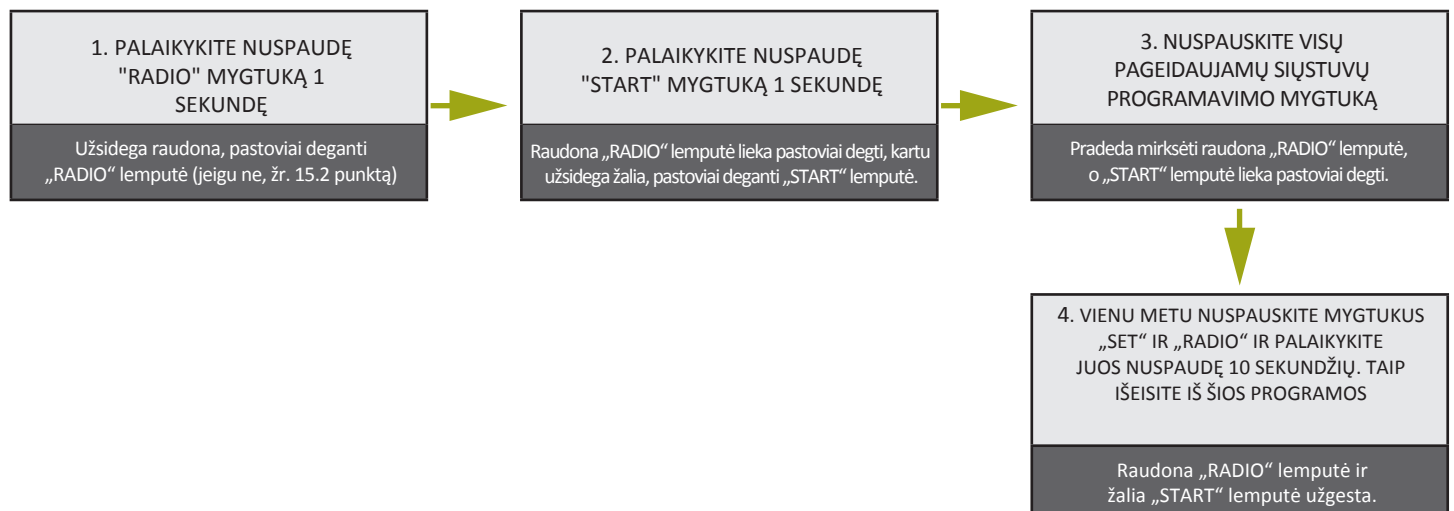 1. PALAIKYKITE NUSPAUDĘ
"RADIO" MYGTUKĄ 1
SEKUNDĘ
Užsidega raudona, pastoviai deganti
„RADIO“ lemputė (jeigu ne, žr. 15.2 punktą)
2. PALAIKYKITE NUSPAUDĘ
"START" MYGTUKĄ 1 SEKUNDĘ
Raudona „RADIO“ lemputė lieka pastoviai degti, kartu
užsidega žalia, pastoviai deganti „START“ lemputė.
3. NUSPAUSKITE VISŲ
PAGEIDAUJAMŲ SIŲSTUVŲ
PROGRAMAVIMO MYGTUKĄ
Pradeda mirksėti raudona „RADIO“ lemputė,
o „START“ lemputė lieka pastoviai degti.
4. VIENU METU NUSPAUSKITE MYGTUKUS
„SET“ IR „RADIO“ IR PALAIKYKITE
JUOS NUSPAUDĘ 10 SEKUNDŽIŲ. TAIP
IŠEISITE IŠ ŠIOS PROGRAMOS
Raudona „RADIO“ lemputė ir
žalia „START“ lemputė užgesta.